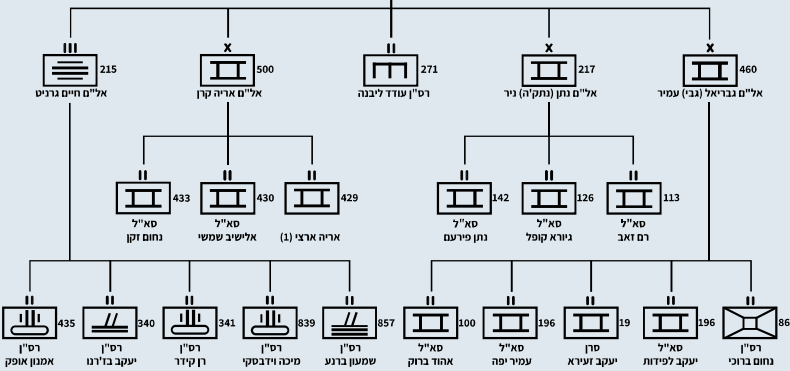 215
אל"ם חיים גרניט
500
אל"ם אריה קרן
271
רס"ן עודד ליבנה
217
אל"ם נתן (נתק'ה) ניר
460
אל"ם גבריאל (גבי) עמיר
433
סא"ל
נחום זקן
430
סא"ל
אלישיב שמשי
429
אריה ארצי (1)
142
סא"ל
נתן פירעם
126
סא"ל
גיורא קופל
113
סא"ל
רם זאב
435
רס"ן
אמנון אופק
340
רס"ן
יעקב בז'רנו
341
רס"ן
רן קידר
839
רס"ן
מיכה וידבסקי
857
רס"ן
שמעון ברנע
100
סא"ל
אהוד ברוק
196
סא"ל
עמיר יפה
19
סרן
יעקב זעירא
196
סא"ל
יעקב לפידות
86
רס"ן
נחום ברוכי